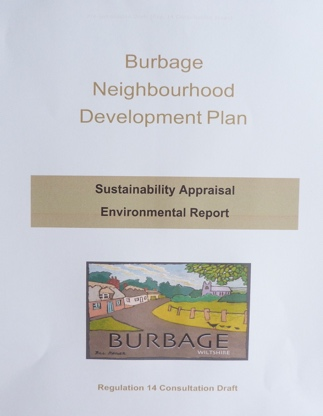 Burbage
Neighbourhood
Development Plan
Sustainability Appraisal
Environmental Report
BURBAGE
WILTSHIRE
Regulation 14 Consultation Draft